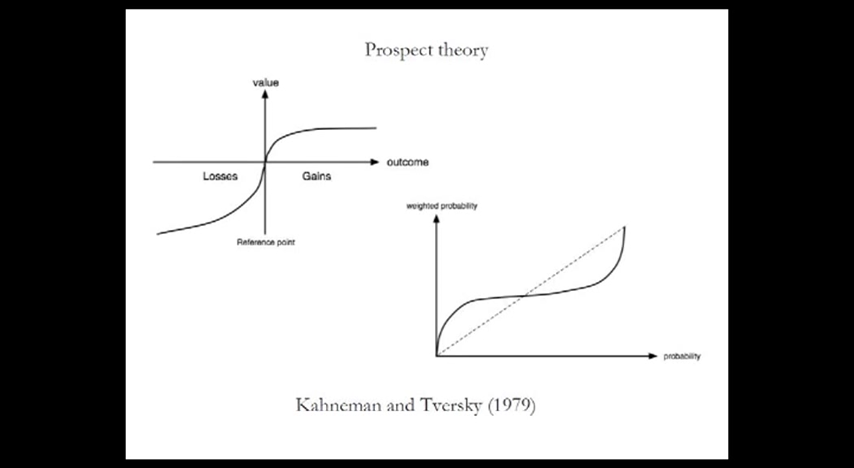 Prospect theory
value
outcome
Losses
Gains
Reference point
weighted probability
probability
Kahneman and Tversky (1979)